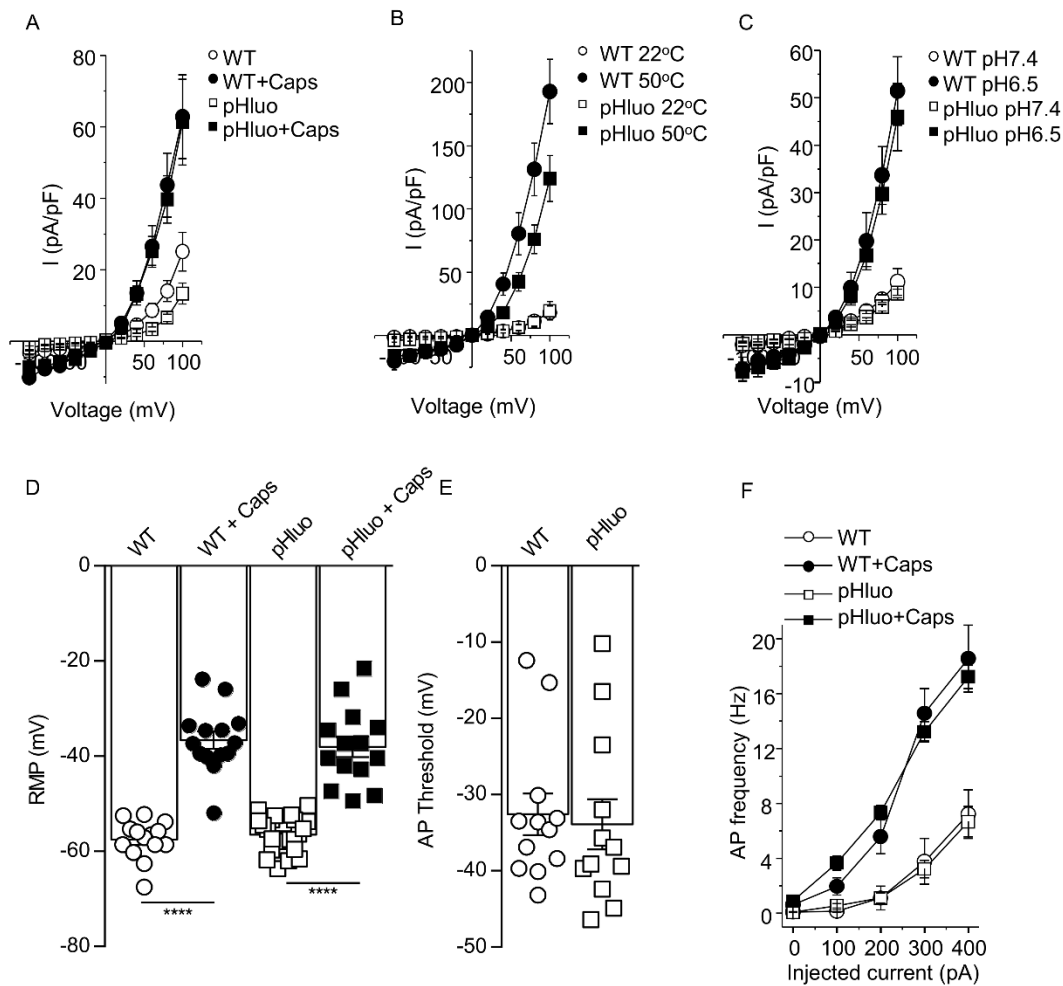 A
WT
WT+Caps
pHluo
pHluo+Caps
80
60
40
20
50
100
I (pA/pF)
Voltage (mV)
B
WT 22°C
WT 50°C
pHluo 22°C
pHluo 50°C
200
150
100
50
50
100
I (pA/pF)
Voltage (mV)
C
WT pH7.4
WT pH6.5
pHluo pH7.4
pHluo pH6.5
60
50
40
30
20
10
-10
50
100
I (pA/pF)
Voltage (mV)
D
WT
WT + Caps
pHluo
pHluo + Caps
0
-20
-40
-60
-80
RMP (mV)
****
****
E
WT
pHluo
0
-10
-20
-30
-40
-50
AP Threshold (mV)
F
WT
WT+Caps
pHluo
pHluo+Caps
20
16
12
8
4
0
AP frequency (Hz)
0 100 200 300 400
Injected current (pA)